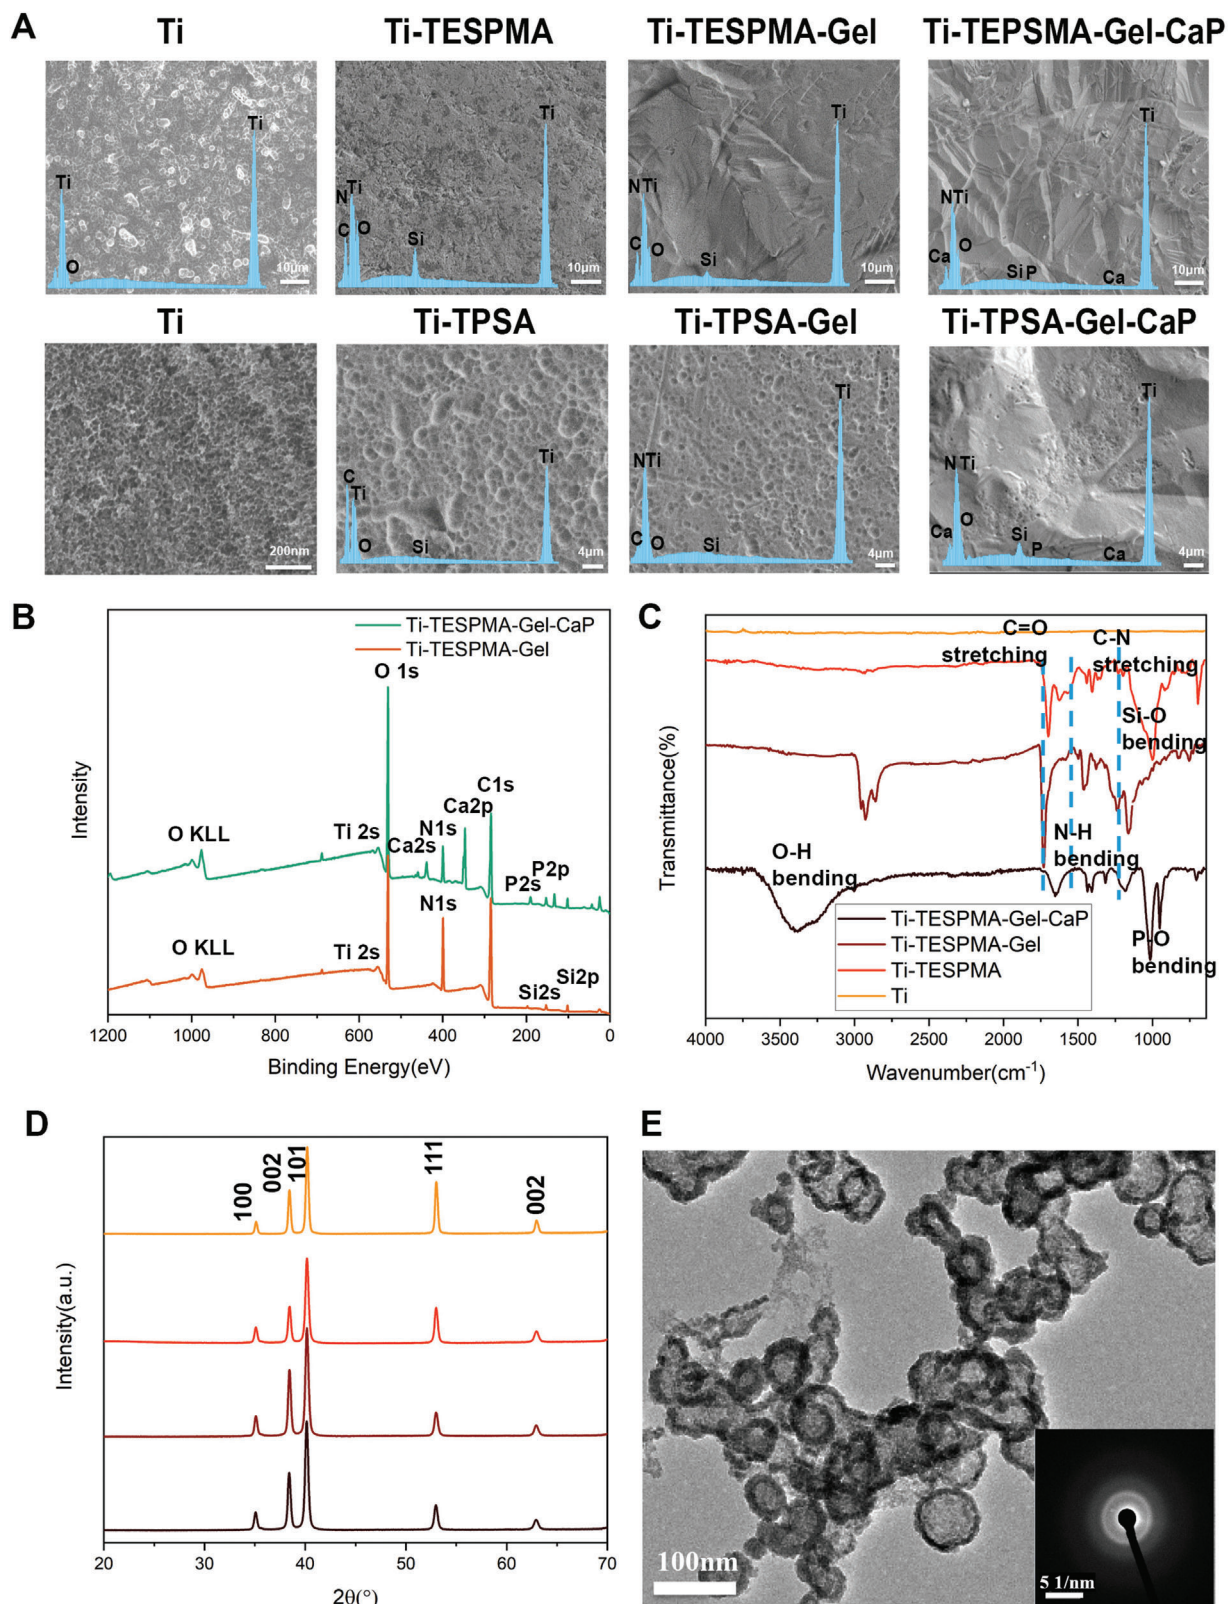 A
Ti
Ti-TESPMA
Ti-TESPMA-Gel
Ti-TEPSMA-Gel-CaP
Ti
Ti
O
10μm
Ti
N
Ti
C
O
Si
10μm
Ti
N Ti
C
O
Si
10μm
Ti
N Ti
O
Ca
Si P
Ca
10μm
Ti
Ti-TPSA
Ti-TPSA-Gel
Ti-TPSA-Gel-CaP
200nm
Ti
C
Ti
O
Si
4μm
Ti
N Ti
C O
Si
4μm
Ti
N Ti
O
Ca
Si
P
Ca
4μm
B
Ti-TESPMA-Gel-CaP
Ti-TESPMA-Gel
O 1s
C1s
Ca2p
N1s
Ti 2s
Ca2s
O KLL
P2s
P2p
N1s
O KLL
Ti 2s
Si2s
Si2p
Intensity
1200 1000 800 600 400 200 0
Binding Energy(eV)
C
C=O
stretching
C-N
stretching
Si-O
bending
N-H
bending
O-H
bending
P-O
bending
Ti-TESPMA-Gel-CaP
Ti-TESPMA-Gel
Ti-TESPMA
Ti
Transmittance(%)
4000 3500 3000 2500 2000 1500 1000
Wavenumber(cm-1)
D
100
002
101
111
002
Intensity(a.u.)
20 30 40 50 60 70
2θ(°)
E
100nm
5 1/nm